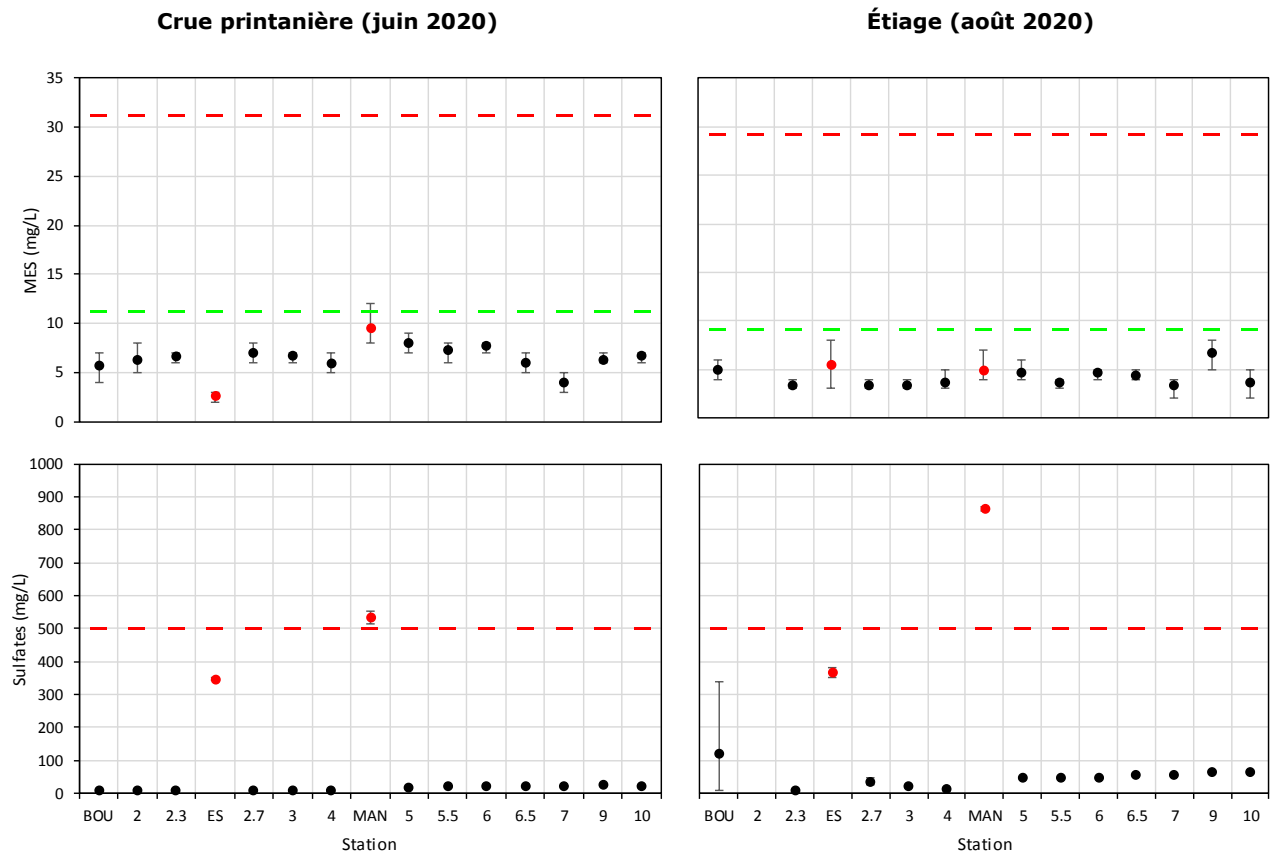 Crue printanière (juin 2020)
Étiage (août 2020)
MES (mg/L)
35
30
25
20
15
10
5
0
Sulfates (mg/L)
1000
900
800
700
600
500
400
300
200
100
0
BOU 2 2.3 ES 2.7 3 4 MAN 5 5.5 6 6.5 7 9 10
Station
BOU 2 2.3 ES 2.7 3 4 MAN 5 5.5 6 6.5 7 9 10
Station